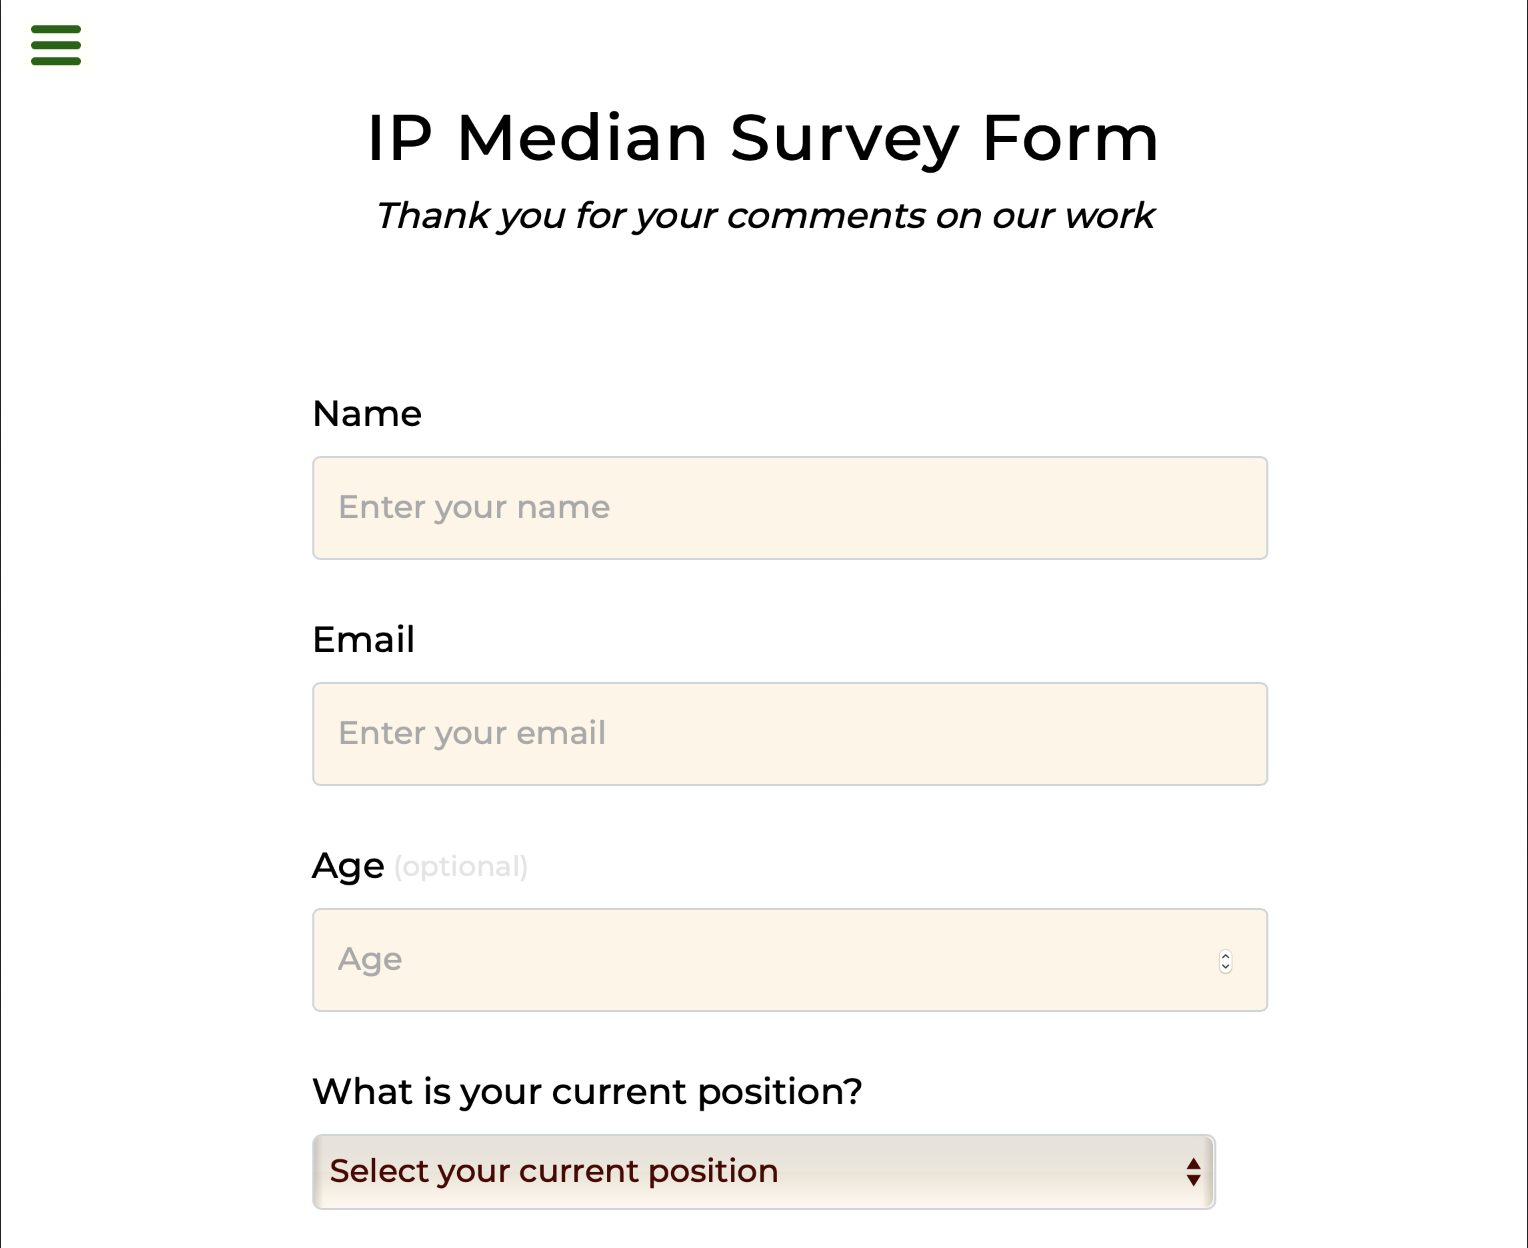 IP Median Survey Form
Thank you for your comments on our work
Name
Enter your name
Email
Enter your email
Age (optional)
Age
What is your current position?
Select your current position